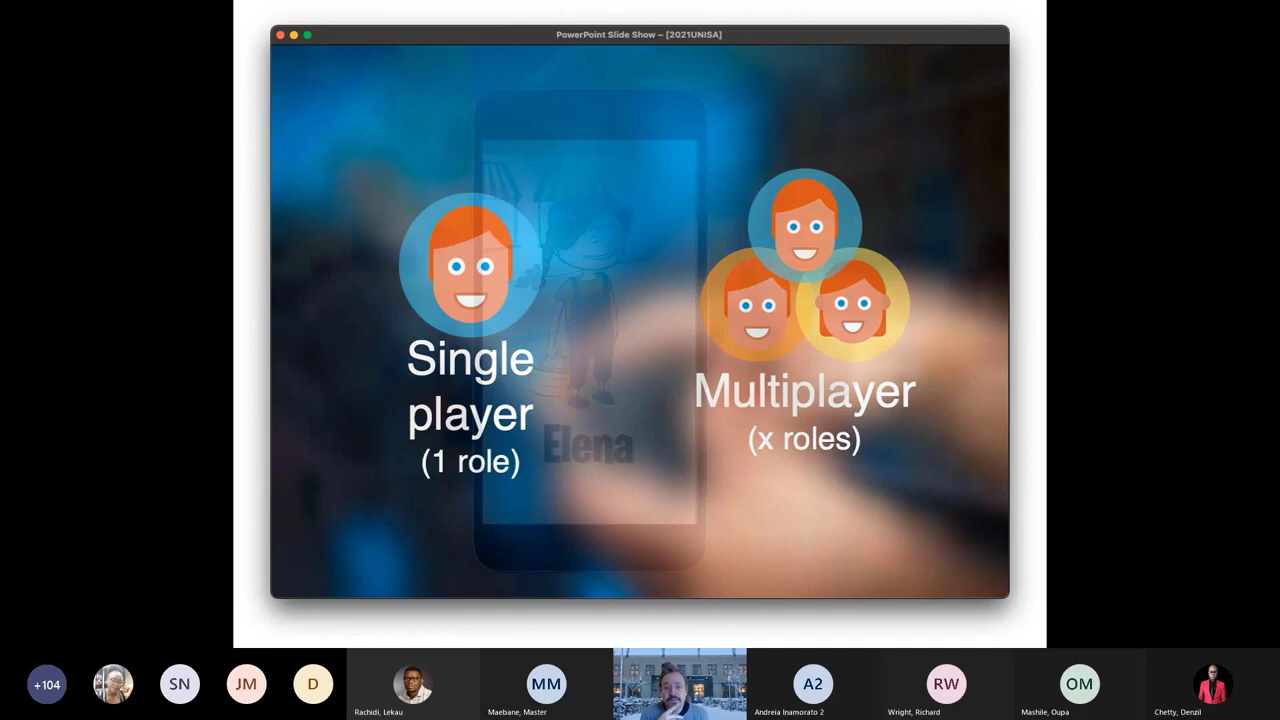 PowerPoint Slide Show – [2021UNISA]
Single
player
(1 role)
Elena
Multiplayer
(x roles)
+104
SN
JM
D
Rachidi, Lekau
MM
Maebane, Master
A2
Andreia Inamorato 2
RW
Wright, Richard
OM
Mashile, Oupa
Chetty, Denzil